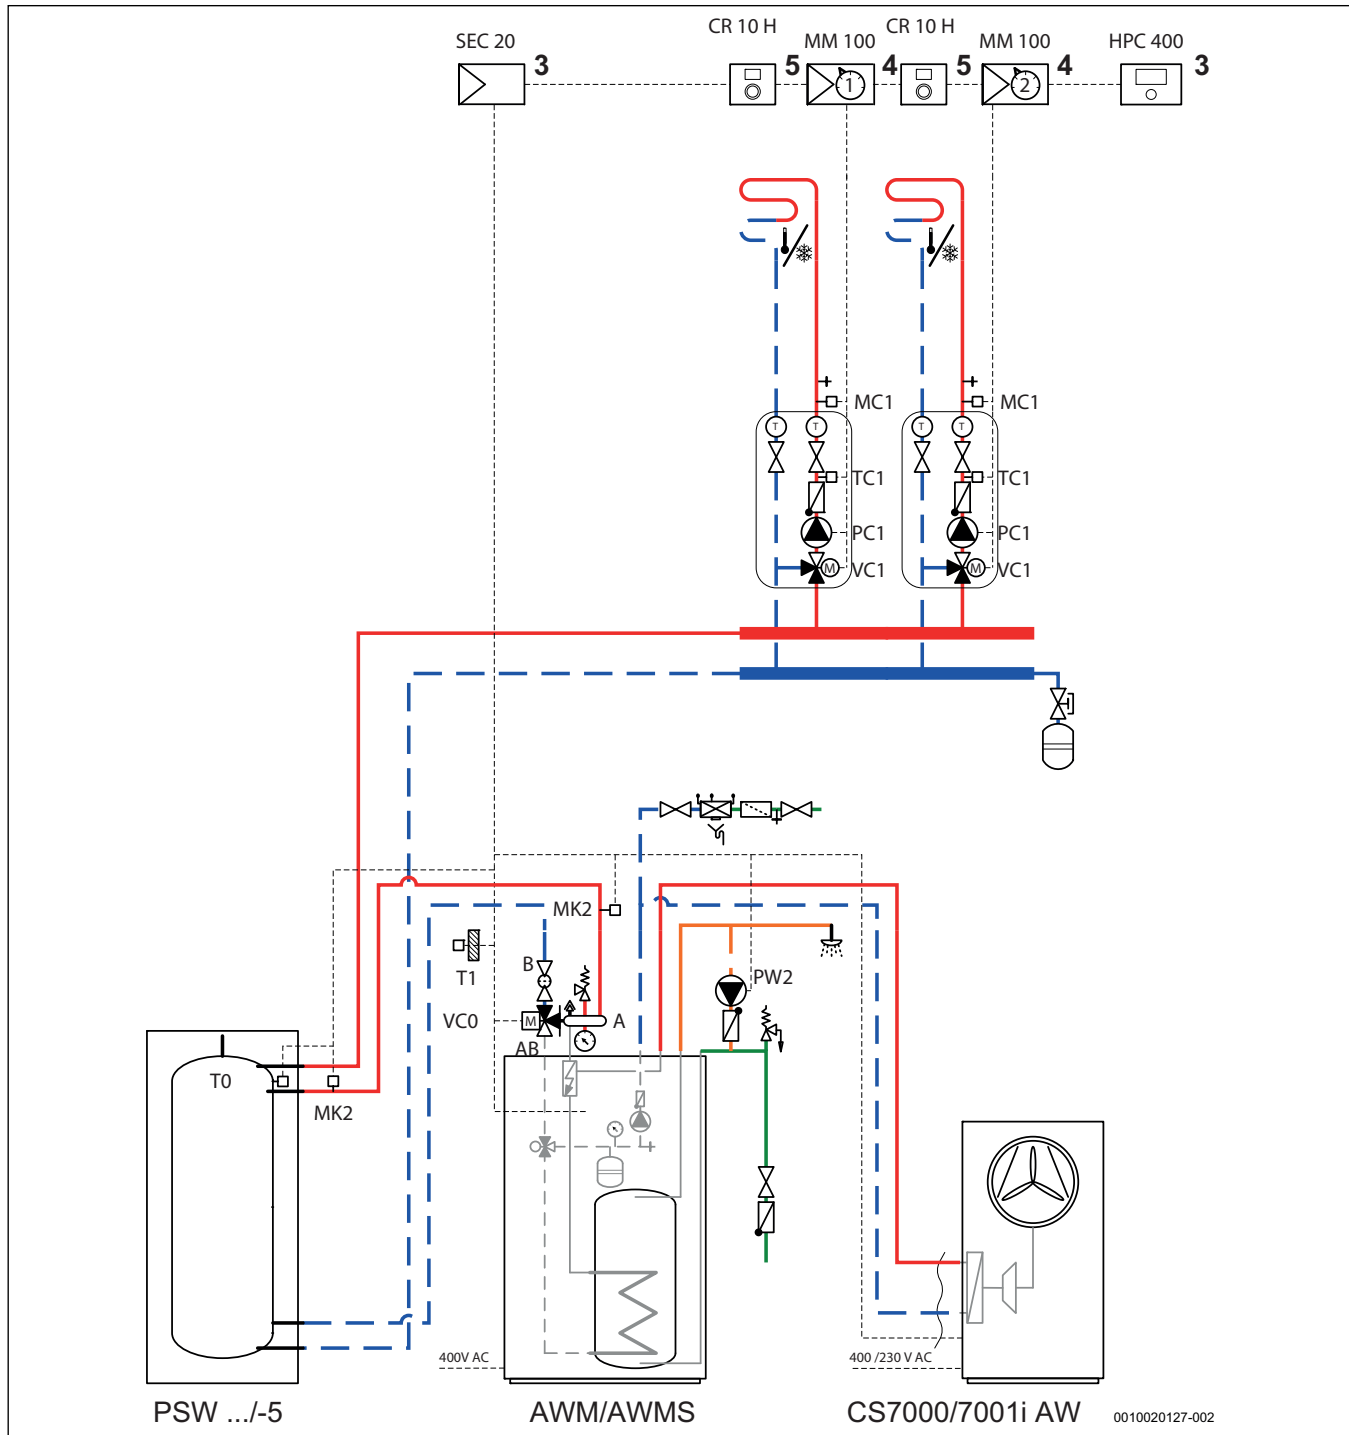 SEC 20
3
CR 10 H
5
MM 100
1
4
CR 10 H
5
MM 100
2
4
HPC 400
3
MC1
MC1
T
T
T
T
TC1
TC1
PC1
PC1
M
VC1
M
VC1
MK2
T1
B
PW2
VC0
M
A
AB
T0
MK2
400V AC
400 /230 V AC
PSW .../-5
AWM/AWMS
CS7000/7001i AW
0010020127-002